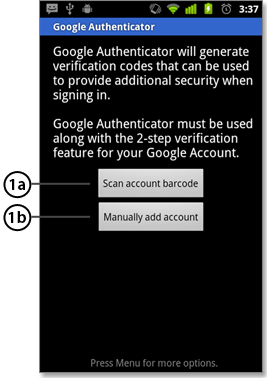 3:37
Google Authenticator
Google Authenticator will generate
verification codes that can be used
to provide additional security when
signing in.
Google Authenticator must be used
along with the 2-step verification
feature for your Google Account.
1a Scan account barcode
1b Manually add account
Press Menu for more options.